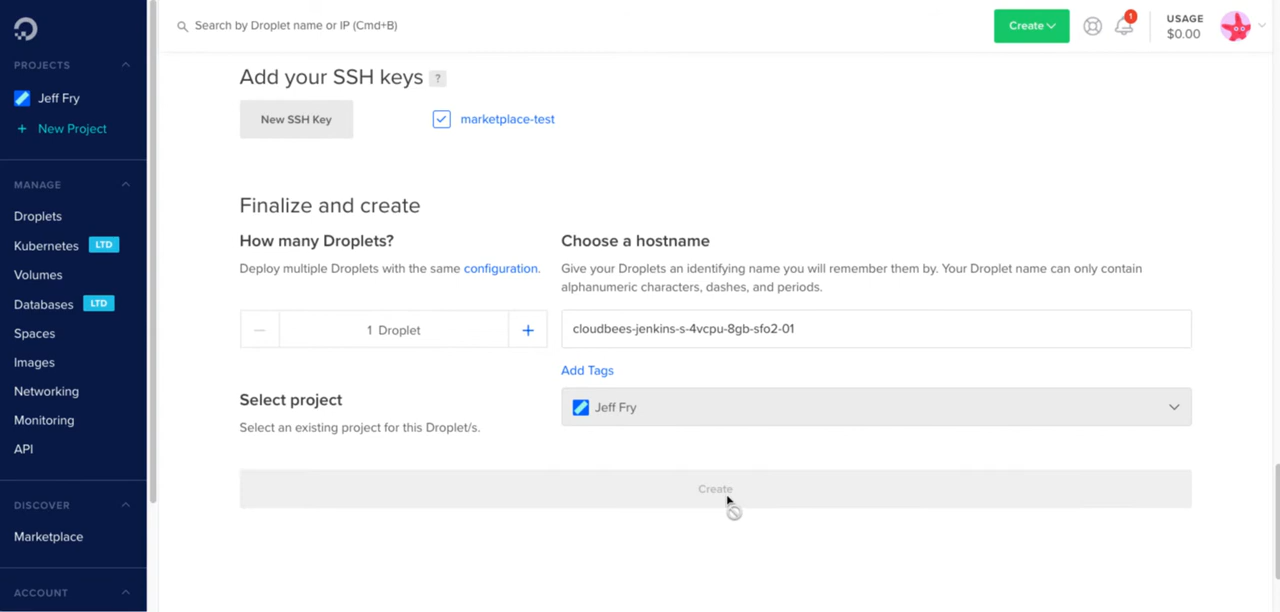 Search by Droplet name or IP (Cmd+B)
Create
1
USAGE
$0.00
PROJECTS
Jeff Fry
+ New Project
MANAGE
Droplets
Kubernetes LTD
Volumes
Databases LTD
Spaces
Images
Networking
Monitoring
API
DISCOVER
Marketplace
ACCOUNT
Add your SSH keys ?
New SSH Key
marketplace-test
Finalize and create
How many Droplets?
Deploy multiple Droplets with the same configuration.
1 Droplet
Choose a hostname
Give your Droplets an identifying name you will remember them by. Your Droplet name can only contain
alphanumeric characters, dashes, and periods.
cloudbees-jenkins-s-4vcpu-8gb-sfo2-01
Add Tags
Select project
Select an existing project for this Droplet/s.
Jeff Fry
Create